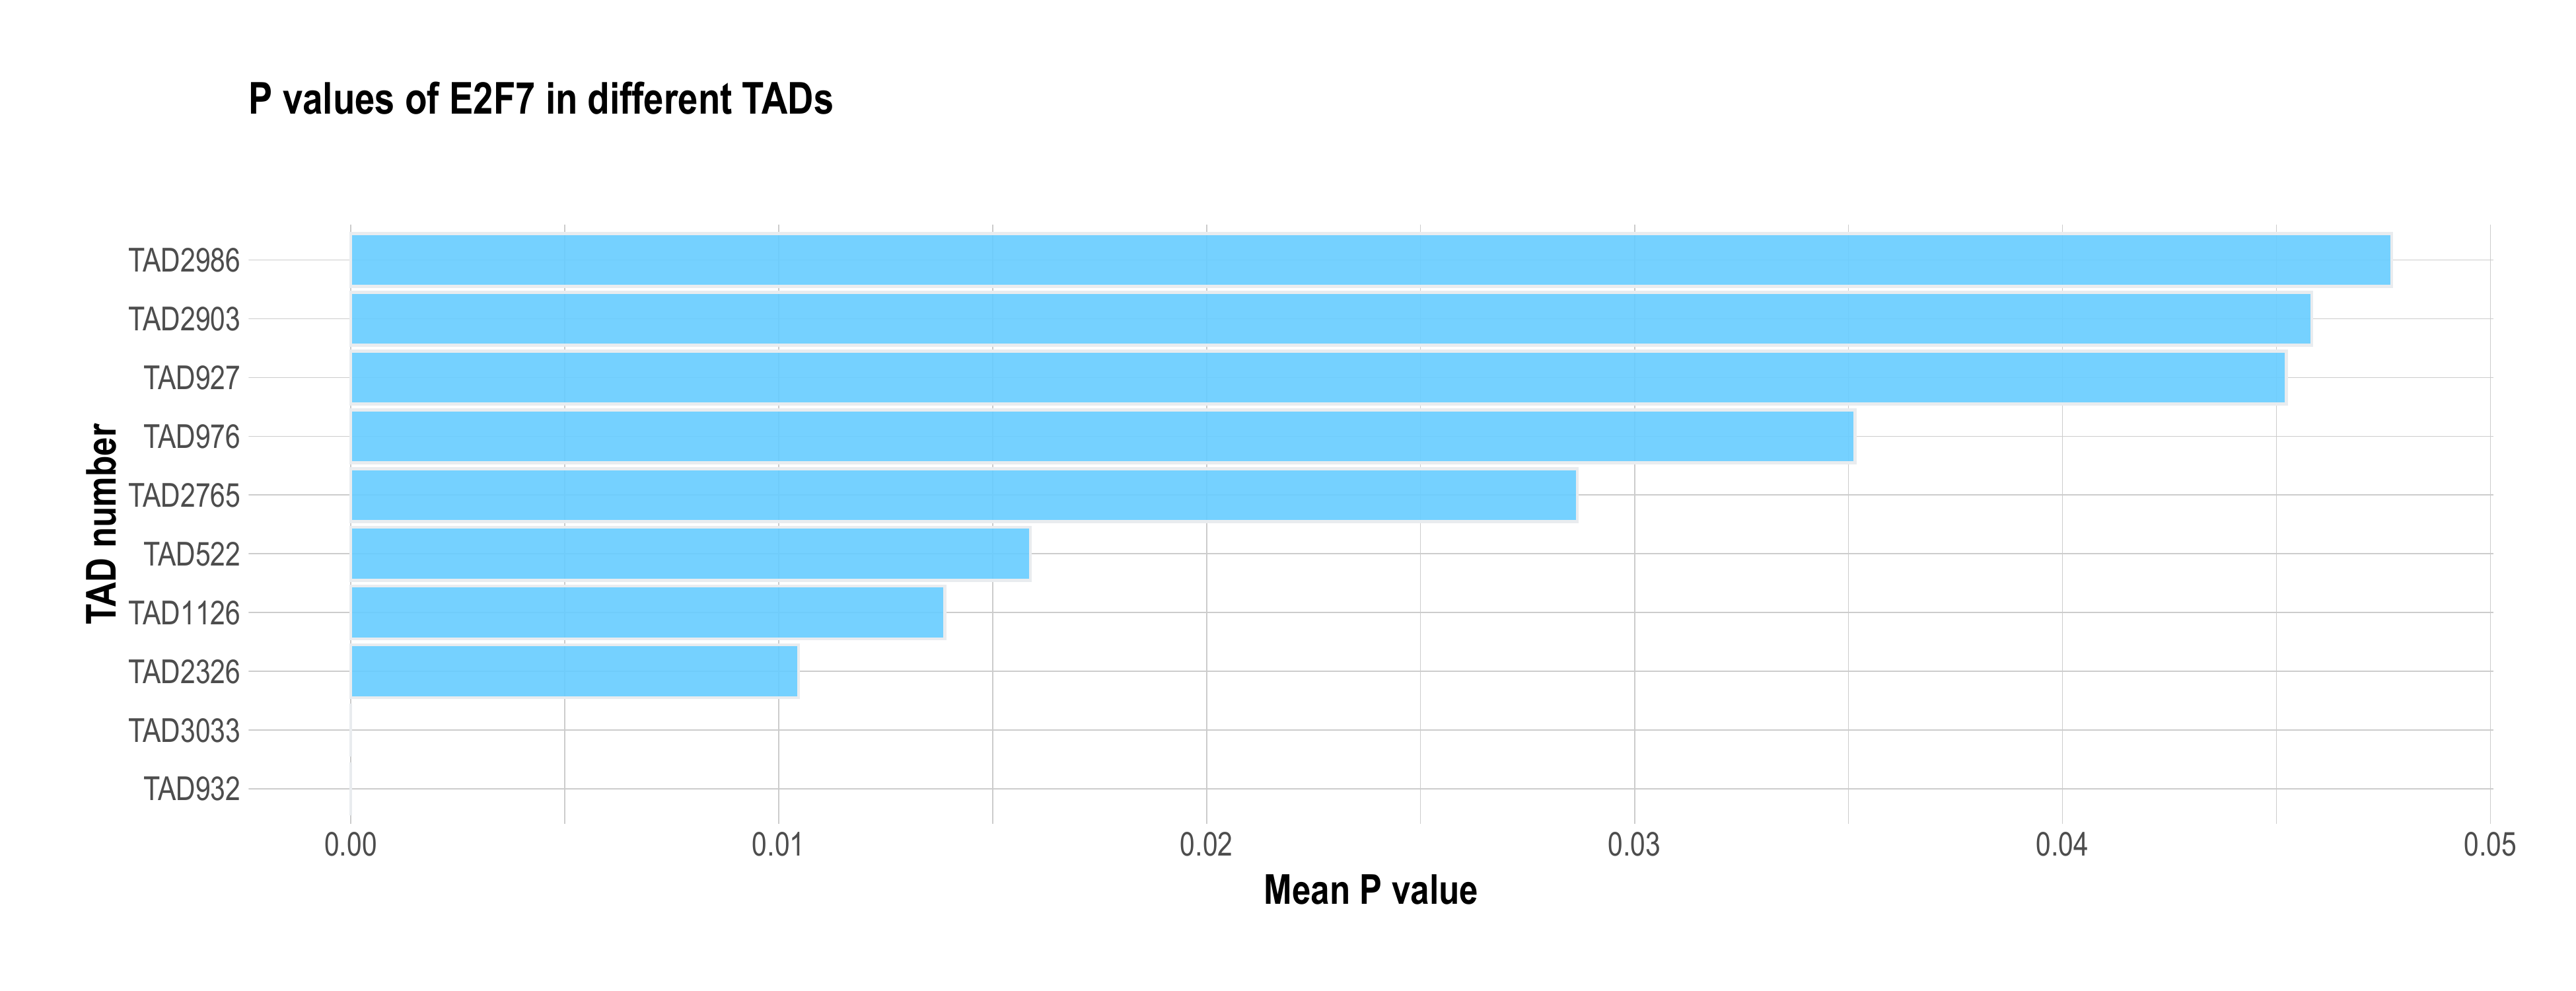 P values of E2F7 in different TADs
TAD number
TAD2986
TAD2903
TAD927
TAD976
TAD2765
TAD522
TAD1126
TAD2326
TAD3033
TAD932
0.00 0.01 0.02 0.03 0.04 0.05
Mean P value